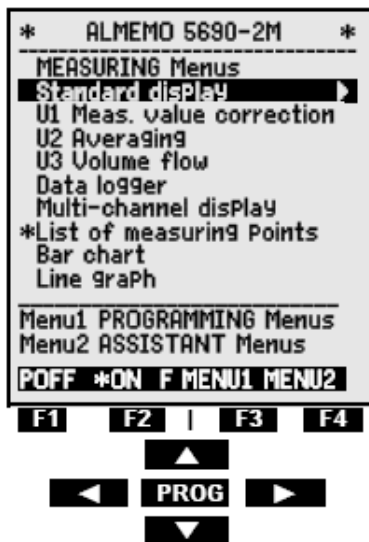 * ALMEMO 5690-2M *
MEASURING Menus
Standard display
U1 Meas. value correction
U2 Averaging
U3 Volume flow
Data logger
Multi-channel display
*List of measuring Points
Bar chart
Line graph
Menu1 PROGRAMMING Menus
Menu2 ASSISTANT Menus
POFF *ON F MENU1 MENU2
F1 F2 | F3 F4
PROG